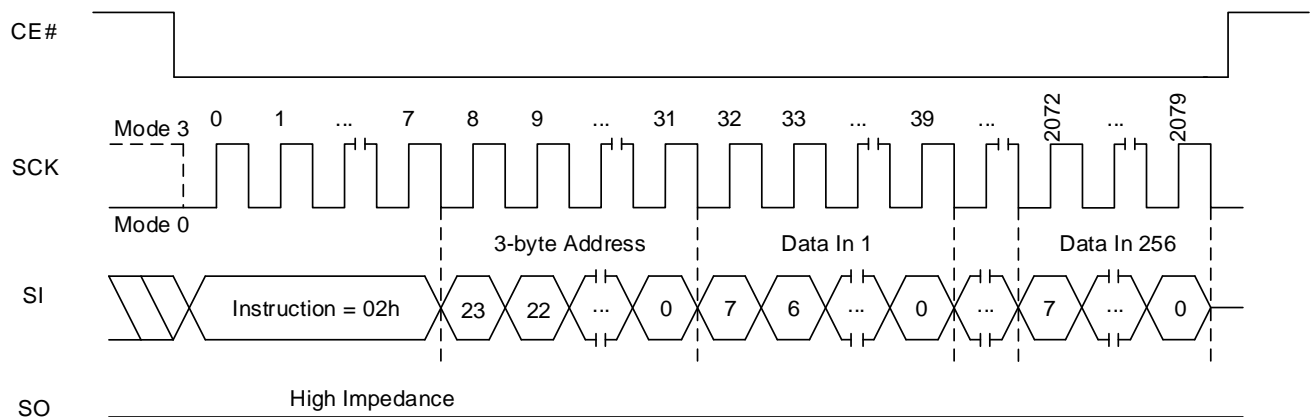 CE#
0 1 ... 7 8 9 ... 31 32 33 ... 39 ... 2072 ... 2079
Mode 3
SCK
Mode 0
3-byte Address Data In 1 Data In 256
SI Instruction = 02h 23 22 ... 0 7 6 ... 0 ... 7 ... 0
High Impedance
SO